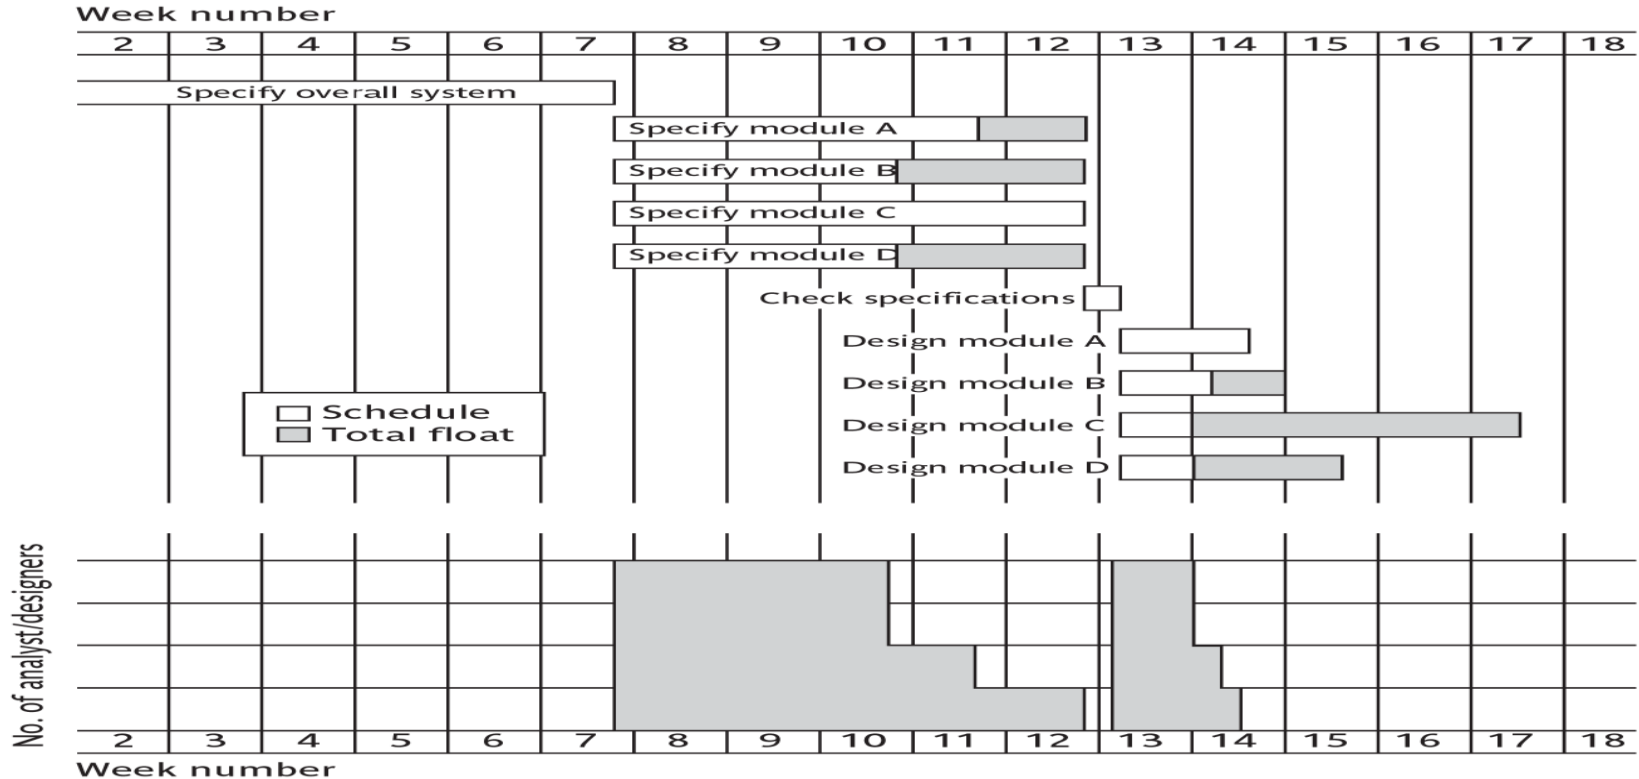 Week number
2 3 4 5 6 7 8 9 10 11 12 13 14 15 16 17 18
Specify overall system
Specify module A
Specify module B
Specify module C
Specify module D
Check specifications
Design module A
Design module B
Schedule
Total float
Design module C
Design module D
No. of analyst/designers
2 3 4 5 6 7 8 9 10 11 12 13 14 15 16 17 18
Week number